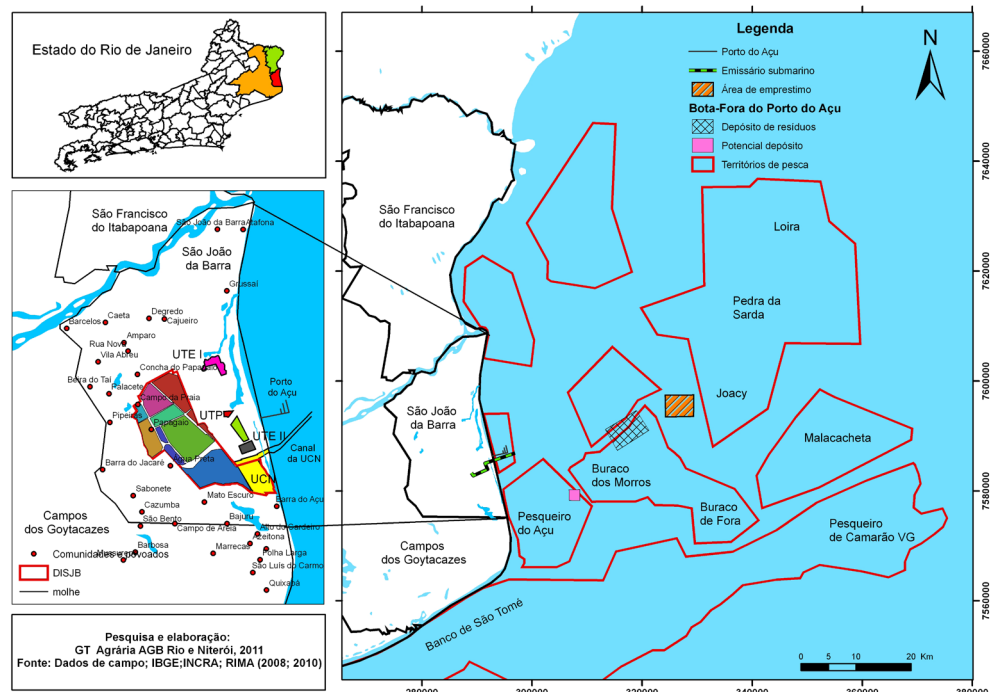 Estado do Rio de Janeiro
São Francisco
do Itabapoana
São João da Barra
Atafona
São João
da Barra
Grussaí
Degredo
Cajueiro
Caeta
Barcelos
Amparo
Rua Nova
Vila Abreu
UTE I
Concha do Papagaio
Beira do Taí
Palacete
Campo da Praia
Porto
do Açu
Pipeiras
Papagaio
UTP
UTE II
Canal
da UCN
Barra do Jacaré
Água Preta
UCN
Sabonete
Mato Escuro
Barra do Açu
Cazumba
Campos
dos Goytacazes
São Bento
Campo de Areia
Bajuru
Barbosa
Marrecas
Folha Larga
São Luís do Carmo
Quixaba
Comunidades e povoados
DISJB
molhe
Pesquisa e elaboração:
GT Agrária AGB Rio e Niterói, 2011
Fonte: Dados de campo; IBGE;INCRA; RIMA (2008; 2010)
Legenda
Porto do Açu
Emissário submarino
Área de emprestimo
Bota-Fora do Porto do Açu
Depósito de resíduos
Potencial depósito
Territórios de pesca
N
São Francisco
do Itabapoana
Loira
Pedra da
Sarda
Joacy
São João
da Barra
Malacacheta
Buraco
dos Morros
Buraco
de Fora
Pesqueiro
do Açu
Pesqueiro
de Camarão VG
Campos
dos Goytacazes
Banco de São Tomé
0 5 10 20 Km
7660000
7640000
7620000
7600000
7580000
7560000
280000 300000 320000 340000 360000 380000